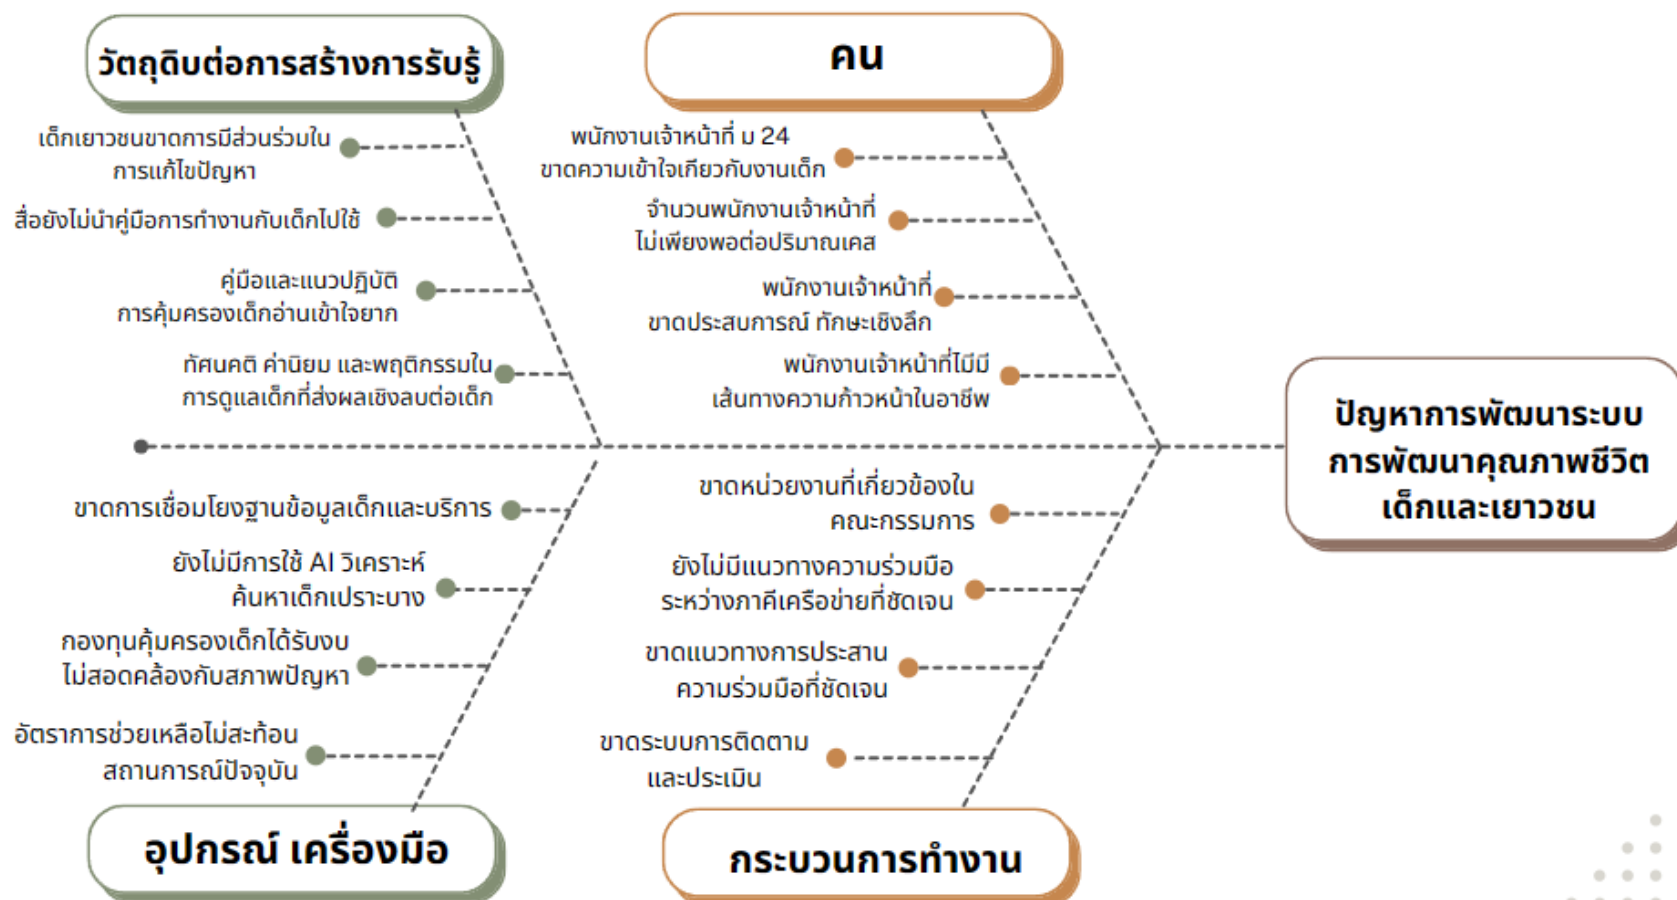 วัตถุดิบต่อการสร้างการรับรู้
เด็กเยาวชนขาดการมีส่วนร่วมใน
การแก้ไขปัญหา
สื่อยังไม่นำคู่มือการทำงานกับเด็กไปใช้
คู่มือและแนวปฏิบัติ
การคุ้มครองเด็กอ่านเข้าใจยาก
ทัศนคติ ค่านิยม และพฤติกรรมใน
การดูแลเด็กที่ส่งผลเชิงลบต่อเด็ก
คน
พนักงานเจ้าหน้าที่ ม 24
ขาดความเข้าใจเกียวกับงานเด็ก
จำนวนพนักงานเจ้าหน้าที่
ไม่เพียงพอต่อปริมาณเคส
พนักงานเจ้าหน้าที่
ขาดประสบการณ์ ทักษะเชิงลึก
พนักงานเจ้าหน้าที่ไม่มี
เส้นทางความก้าวหน้าในอาชีพ
ปัญหาการพัฒนาระบบ
การพัฒนาคุณภาพชีวิต
เด็กและเยาวชน
ขาดการเชื่อมโยงฐานข้อมูลเด็กและบริการ
ยังไม่มีการใช้ AI วิเคราะห์
ค้นหาเด็กเปราะบาง
กองทุนคุ้มครองเด็กได้รับงบ
ไม่สอดคล้องกับสภาพปัญหา
อัตราการช่วยเหลือไม่สะท้อน
สถานการณ์ปัจจุบัน
อุปกรณ์ เครื่องมือ
ขาดหน่วยงานที่เกี่ยวข้องใน
คณะกรรมการ
ยังไม่มีแนวทางความร่วมมือ
ระหว่างภาคีเครือข่ายที่ชัดเจน
ขาดแนวทางการประสาน
ความร่วมมือที่ชัดเจน
ขาดระบบการติดตาม
และประเมิน
กระบวนการทำงาน